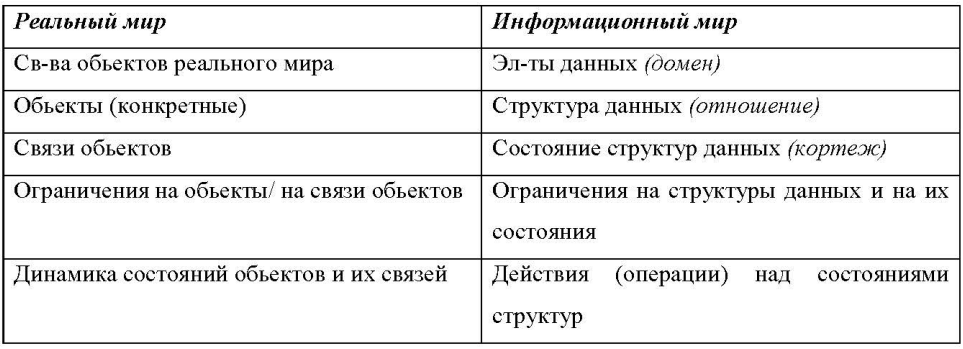 Реальный мир
Информационный мир
Св-ва обьектов реального мира
Эл-ты данных (домен)
Обьекты (конкретные)
Структура данных (отношение)
Связи обьектов
Состояние структур данных (кортеж)
Ограничения на обьекты/ на связи обьектов
Ограничения на структуры данных и на их
состояния
Динамика состояний обьектов и их связей
Действия (операции) над состояниями
структур